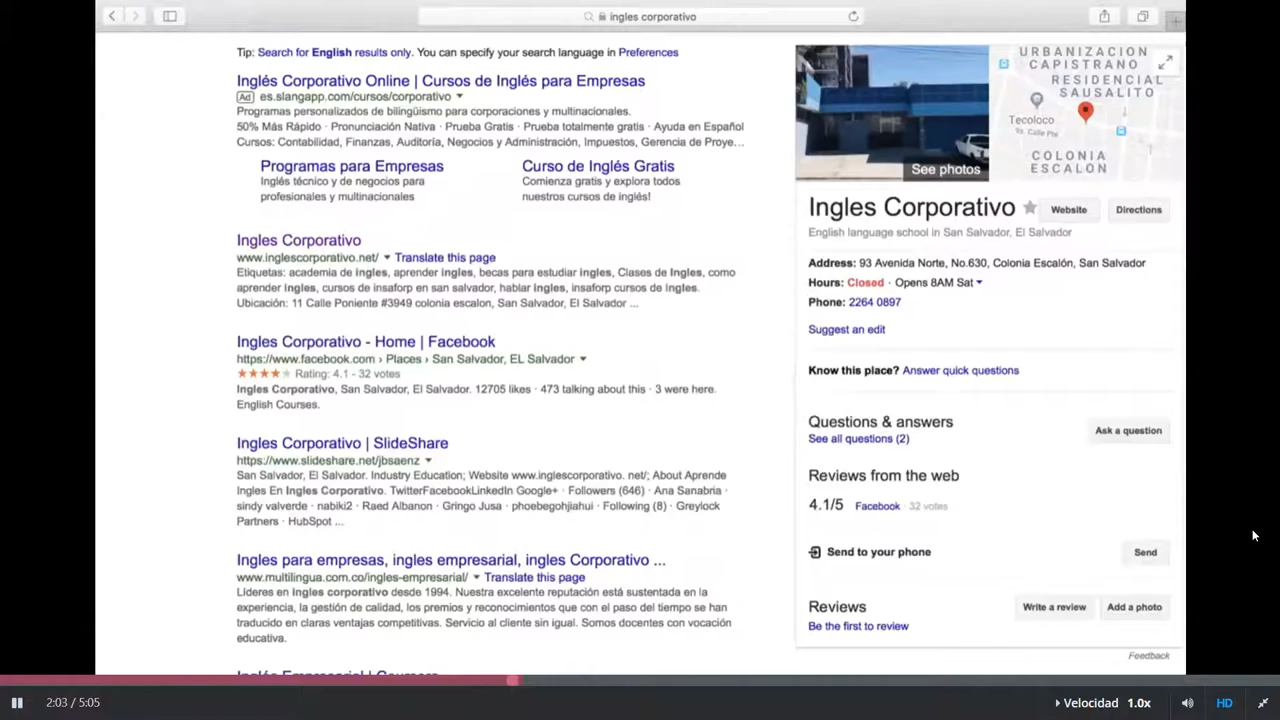 ingles corporativo
Tip: Search for English results only. You can specify your search language in Preferences
Inglés Corporativo Online | Cursos de Inglés para Empresas
Ad es.slangapp.com/cursos/corporativo
Programas personalizados de bilingüismo para corporaciones y multinacionales.
50% Más Rápido · Pronunciación Nativa · Prueba Gratis · Prueba totalmente gratis · Ayuda en Español
Cursos: Contabilidad, Finanzas, Auditoría, Negocios y Administración, Impuestos, Gerencia de Proye...
Programas para Empresas
Inglés técnico y de negocios para
profesionales y multinacionales
Curso de Inglés Gratis
Comienza gratis y explora todos
nuestros cursos de inglés!
Ingles Corporativo
www.inglescorporativo.net/ Translate this page
Etiquetas: academia de ingles, aprender ingles, becas para estudiar ingles, Clases de Ingles, como
aprender ingles, cursos de insaforp en san salvador, hablar ingles, insaforp cursos de ingles.
Ubicación: 11 Calle Poniente #3949 colonia escalon, San Salvador, El Salvador ...
Ingles Corporativo - Home | Facebook
https://www.facebook.com › Places › San Salvador, EL Salvador
Rating: 4.1 - 32 votes
Ingles Corporativo, San Salvador, El Salvador. 12705 likes · 473 talking about this · 3 were here.
English Courses.
Ingles Corporativo | SlideShare
https://www.slideshare.net/jbsaenz
San Salvador, El Salvador. Industry Education; Website www.inglescorporativo. net/; About Aprende
Ingles En Ingles Corporativo. TwitterFacebookLinkedIn Google+ · Followers (646) · Ana Sanabria ·
sindy valverde · nabiki2 · Raed Albanon · Gringo Jusa · phoebegohjiahui · Following (8) · Greylock
Partners · HubSpot ...
Ingles para empresas, ingles empresarial, ingles Corporativo ...
www.multilingua.com.co/ingles-empresarial/ Translate this page
Líderes en Ingles corporativo desde 1994. Nuestra excelente reputación está sustentada en la
experiencia, la gestión de calidad, los premios y reconocimientos que con el paso del tiempo se han
traducido en claras ventajas competitivas. Servicio al cliente sin igual. Somos docentes con vocación
educativa.
Inglés Empresarial | Coursera
See photos
URBANIZACION
CAPISTRANO
RESIDENCIAL
SAUSALITO
Tecoloco
COLONIA
ESCALON
Ingles Corporativo
Website
Directions
English language school in San Salvador, El Salvador
Address: 93 Avenida Norte, No.630, Colonia Escalón, San Salvador
Hours: Closed · Opens 8AM Sat
Phone: 2264 0897
Suggest an edit
Know this place? Answer quick questions
Questions & answers
See all questions (2)
Ask a question
Reviews from the web
4.1/5 Facebook · 32 votes
Send to your phone
Send
Reviews
Be the first to review
Write a review
Add a photo
Feedback
2:03 / 5:05
Velocidad 1.0x
HD